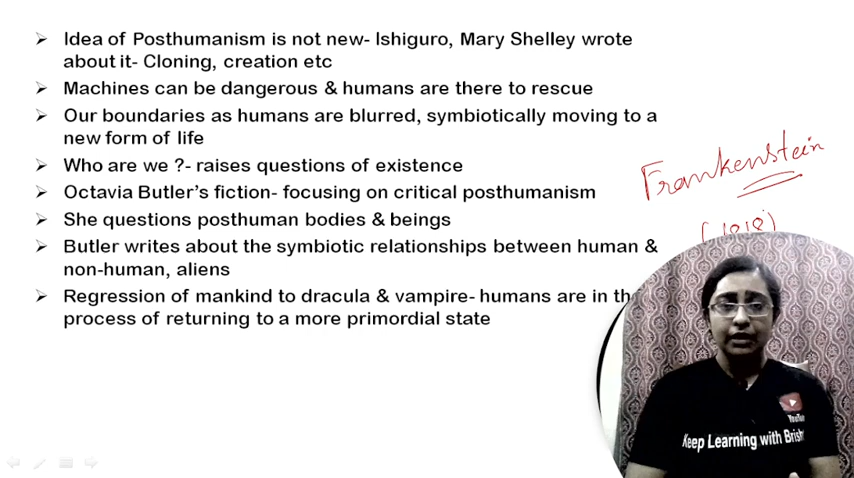 ➢ Idea of Posthumanism is not new- Ishiguro, Mary Shelley wrote
about it- Cloning, creation etc
➢ Machines can be dangerous & humans are there to rescue
➢ Our boundaries as humans are blurred, symbiotically moving to a
new form of life
➢ Who are we ?- raises questions of existence
➢ Octavia Butler's fiction- focusing on critical posthumanism
➢ She questions posthuman bodies & beings
➢ Butler writes about the symbiotic relationships between human &
non-human, aliens
➢ Regression of mankind to dracula & vampire- humans are in
process of returning to a more primordial state
Frankenstein
(1818)
YouTube
Keep Learning with